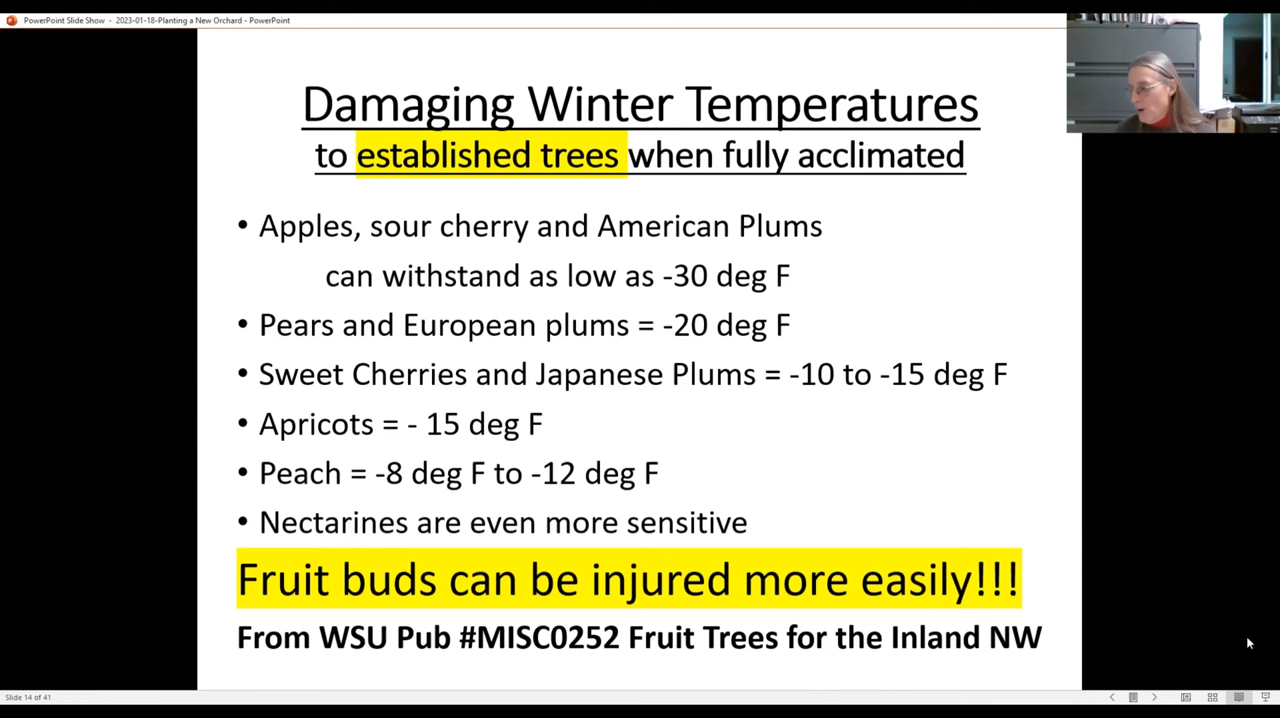 PowerPoint Slide Show - 2023-01-18-Planting a New Orchard - PowerPoint
Damaging Winter Temperatures
to established trees when fully acclimated
• Apples, sour cherry and American Plums
can withstand as low as -30 deg F
• Pears and European plums = -20 deg F
• Sweet Cherries and Japanese Plums = -10 to -15 deg F
• Apricots = - 15 deg F
• Peach = -8 deg F to -12 deg F
• Nectarines are even more sensitive
Fruit buds can be injured more easily!!!
From WSU Pub #MISC0252 Fruit Trees for the Inland NW
Slide 14 of 41